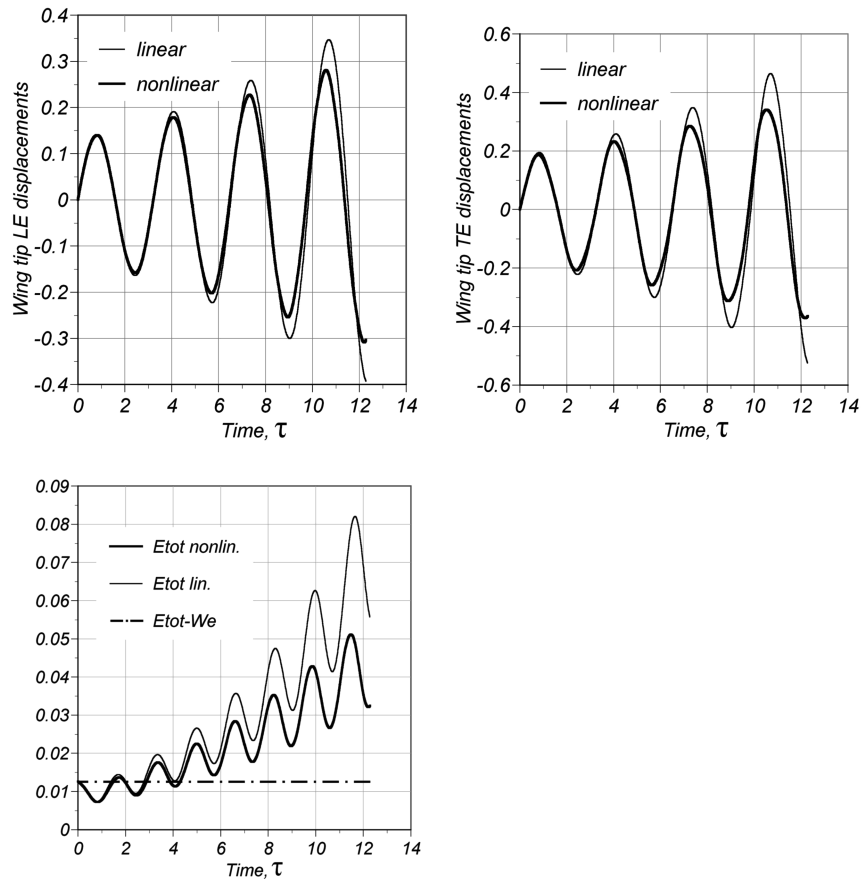 Wing tip LE displacements
0.4
0.3
0.2
0.1
0
-0.1
-0.2
-0.3
-0.4
linear
nonlinear
0 2 4 6 8 10 12 14
Time, τ
Wing tip TE displacements
0.6
0.4
0.2
0
-0.2
-0.4
-0.6
linear
nonlinear
0 2 4 6 8 10 12 14
Time, τ
0.09
0.08
0.07
0.06
0.05
0.04
0.03
0.02
0.01
0
Etot nonlin.
Etot lin.
Etot-We
0 2 4 6 8 10 12 14
Time, τ